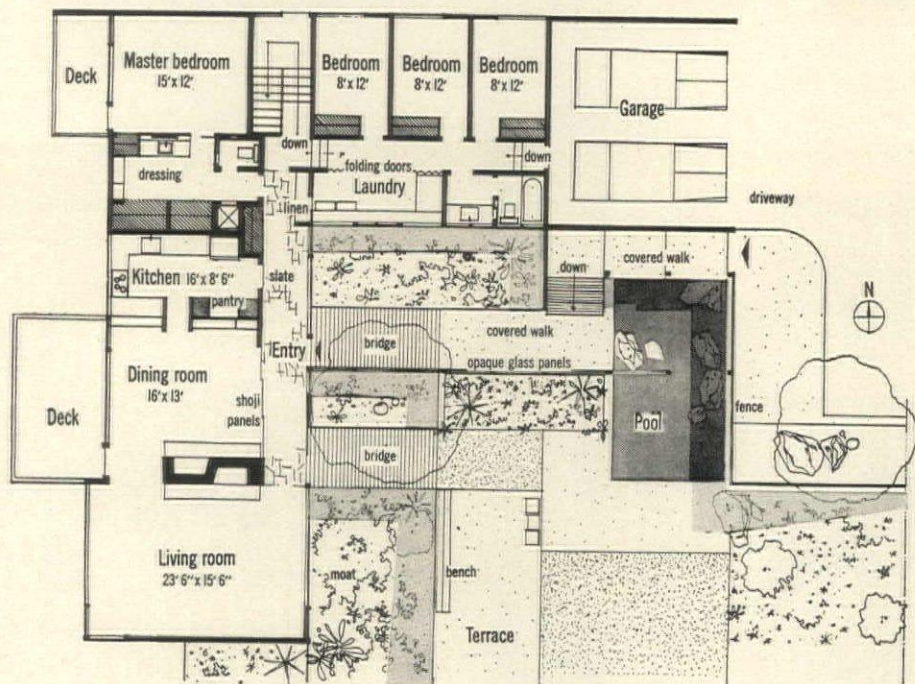 Deck
Master bedroom
15' x 12'
Bedroom
8' x 12'
Bedroom
8' x 12'
Bedroom
8' x 12'
Garage
down
folding doors
down
dressing
Laundry
linen
driveway
Kitchen 16' x 8' 6"
pantry
slate
down
covered walk
N
Entry
bridge
covered walk
opaque glass panels
Dining room
16' x 13'
shoji
panels
Deck
Pool
fence
bridge
Living room
23' 6" x 15' 6"
moat
bench
Terrace